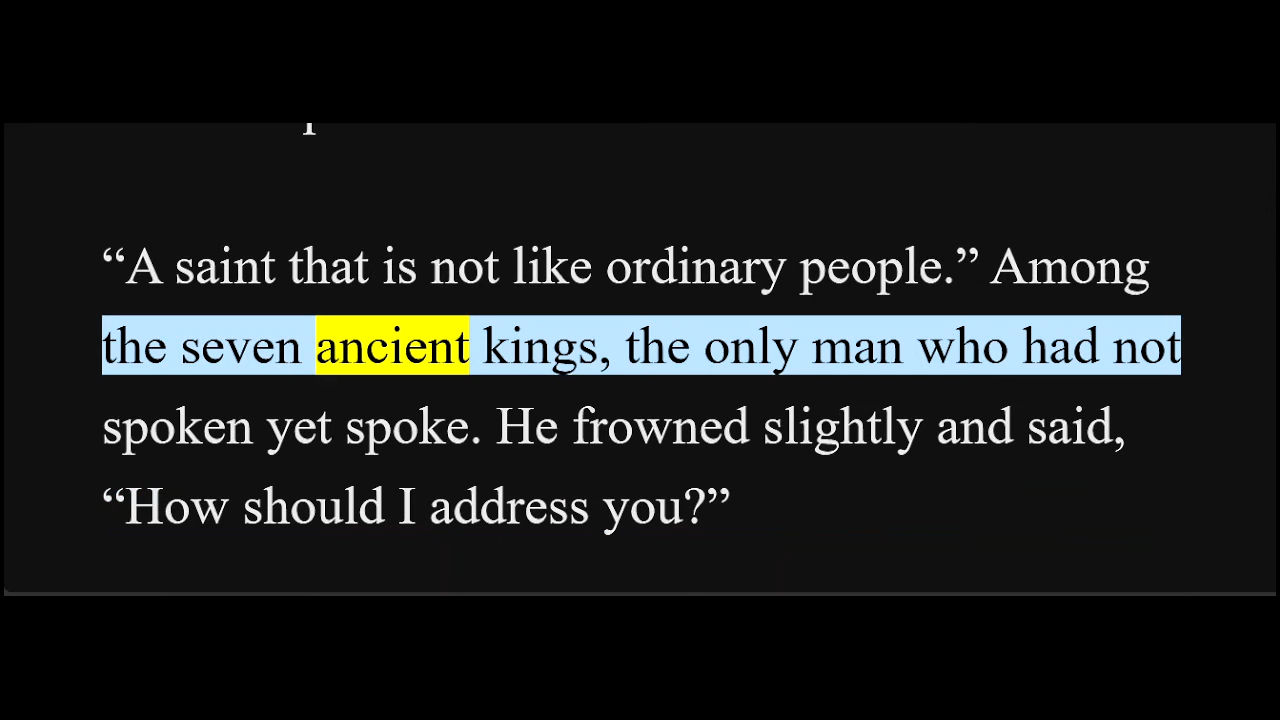 “A saint that is not like ordinary people.” Among
the seven ancient kings, the only man who had not
spoken yet spoke. He frowned slightly and said,
“How should I address you?”